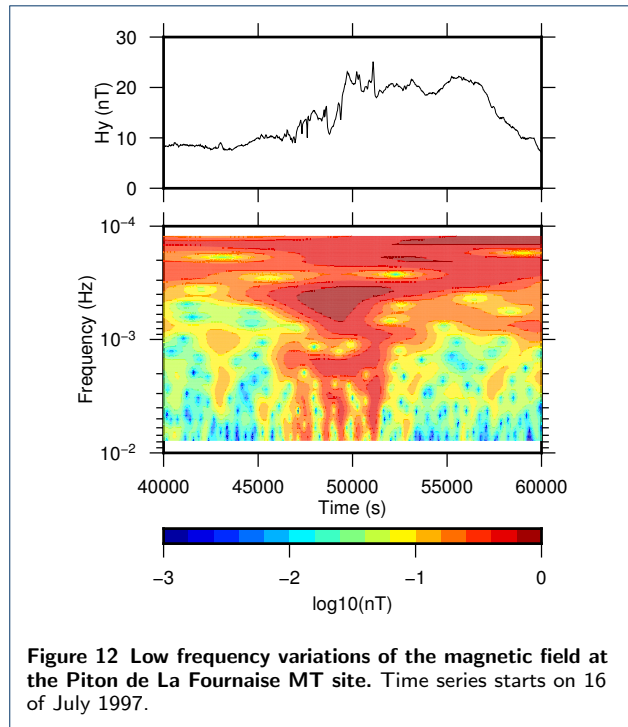 30
20
10
0
Hy (nT)
10⁻⁴
10⁻³
10⁻²
Frequency (Hz)
40000 45000 50000 55000 60000
Time (s)
−3 −2 −1 0
log10(nT)
Figure 12 Low frequency variations of the magnetic field at
the Piton de La Fournaise MT site. Time series starts on 16
of July 1997.